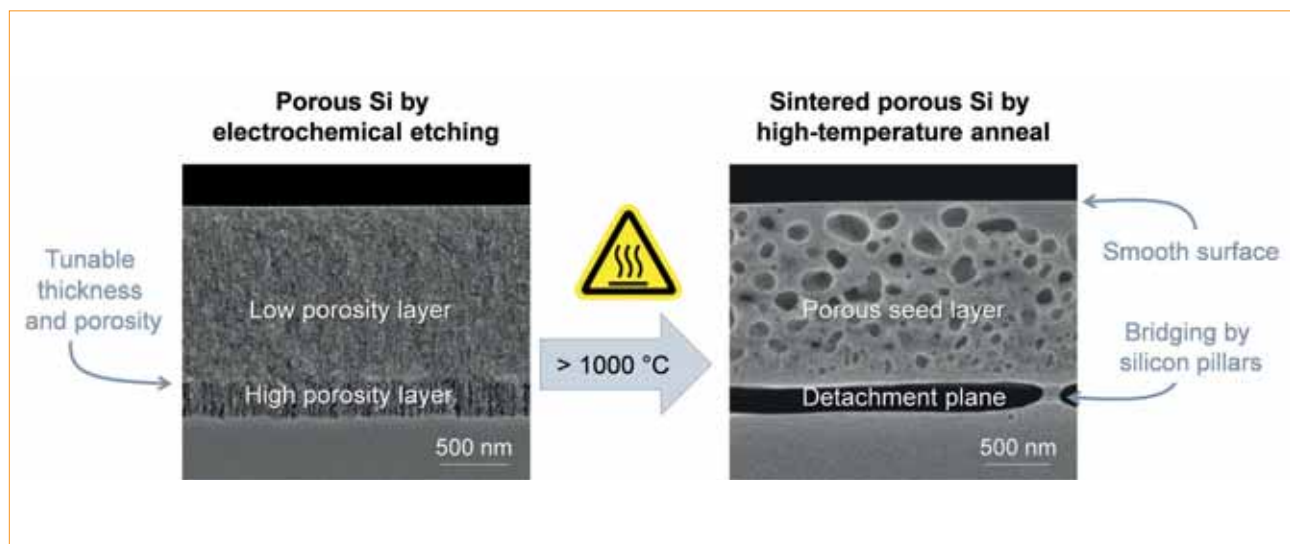 Porous Si by
electrochemical etching
Tunable
thickness
and porosity
Low porosity layer
High porosity layer
500 nm
> 1000 °C
Sintered porous Si by
high-temperature anneal
Porous seed layer
Detachment plane
500 nm
Smooth surface
Bridging by
silicon pillars